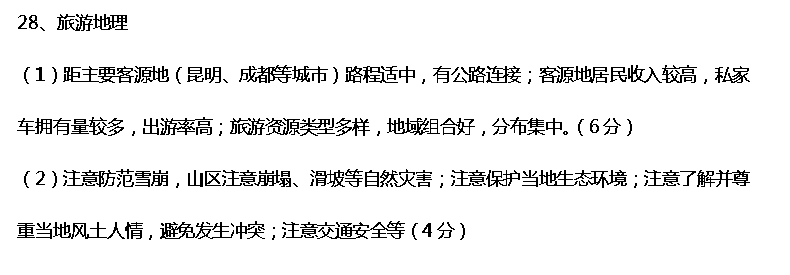 28、旅游地理
（1）距主要客源地（昆明、成都等城市）路程适中，有公路连接；客源地居民收入较高，私家
车拥有量较多，出游率高；旅游资源类型多样，地域组合好，分布集中。（6分）
（2）注意防范雪崩，山区注意崩塌、滑坡等自然灾害；注意保护当地生态环境；注意了解并尊
重当地风土人情，避免发生冲突；注意交通安全等（4分）